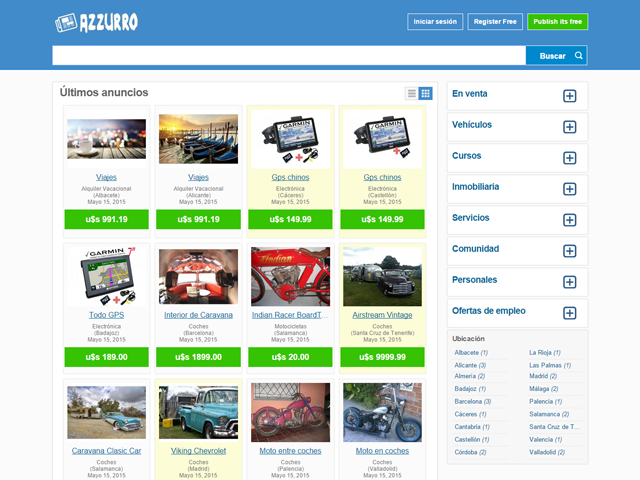 AZZURRO
Iniciar sesión
Register Free
Publish its free
Buscar
Últimos anuncios
Viajes
Alquiler Vacacional
(Albacete)
Mayo 15, 2015
u$s 991.19
Viajes
Alquiler Vacacional
(Alicante)
Mayo 15, 2015
u$s 991.19
GARMIN
Gps chinos
Electrónica
(Cáceres)
Mayo 15, 2015
u$s 149.99
GARMIN
Gps chinos
Electrónica
(Castellón)
Mayo 15, 2015
u$s 149.99
GARMIN 7"
Todo GPS
Electrónica
(Badajoz)
Mayo 15, 2015
u$s 189.00
Interior de Caravana
Coches
(Barcelona)
Mayo 15, 2015
u$s 1899.00
Indian
Indian Racer BoardT...
Motocicletas
(Salamanca)
Mayo 15, 2015
u$s 20.00
Airstream Vintage
Coches
(Santa Cruz de Tenerife)
Mayo 15, 2015
u$s 9999.99
Caravana Clasic Car
Coches
(Salamanca)
Mayo 15, 2015
Viking Chevrolet
Coches
(Madrid)
Mayo 15, 2015
Moto entre coches
Coches
(Palencia)
Mayo 15, 2015
Moto en coches
Coches
(Valladolid)
Mayo 15, 2015
En venta
Vehículos
Cursos
Inmobiliaria
Servicios
Comunidad
Personales
Ofertas de empleo
Ubicación
Albacete (1)
La Rioja (1)
Alicante (3)
Las Palmas (1)
Almería (2)
Madrid (2)
Badajoz (1)
Málaga (2)
Barcelona (3)
Palencia (1)
Cáceres (1)
Salamanca (2)
Cantabria (1)
Santa Cruz de T...
Castellón (1)
Valencia (1)
Córdoba (2)
Valladolid (2)